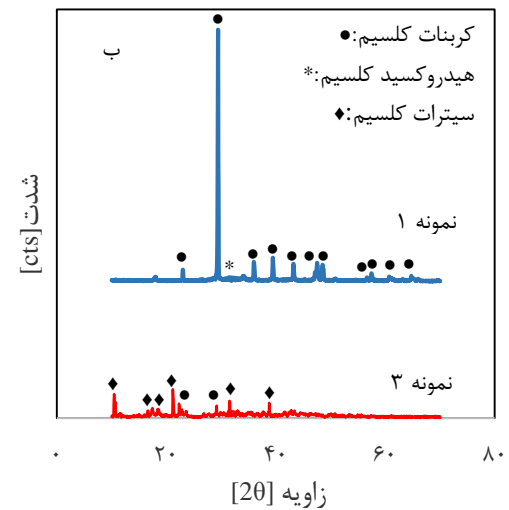 ب
کربنات کلسیم:●
هیدروکسید کلسیم:*
سیترات کلسیم:♦
نمونه ۱
*
نمونه ۳
شدت[cts]
۰ ۲۰ ۴۰ ۶۰ ۸۰
زاویه [2θ]